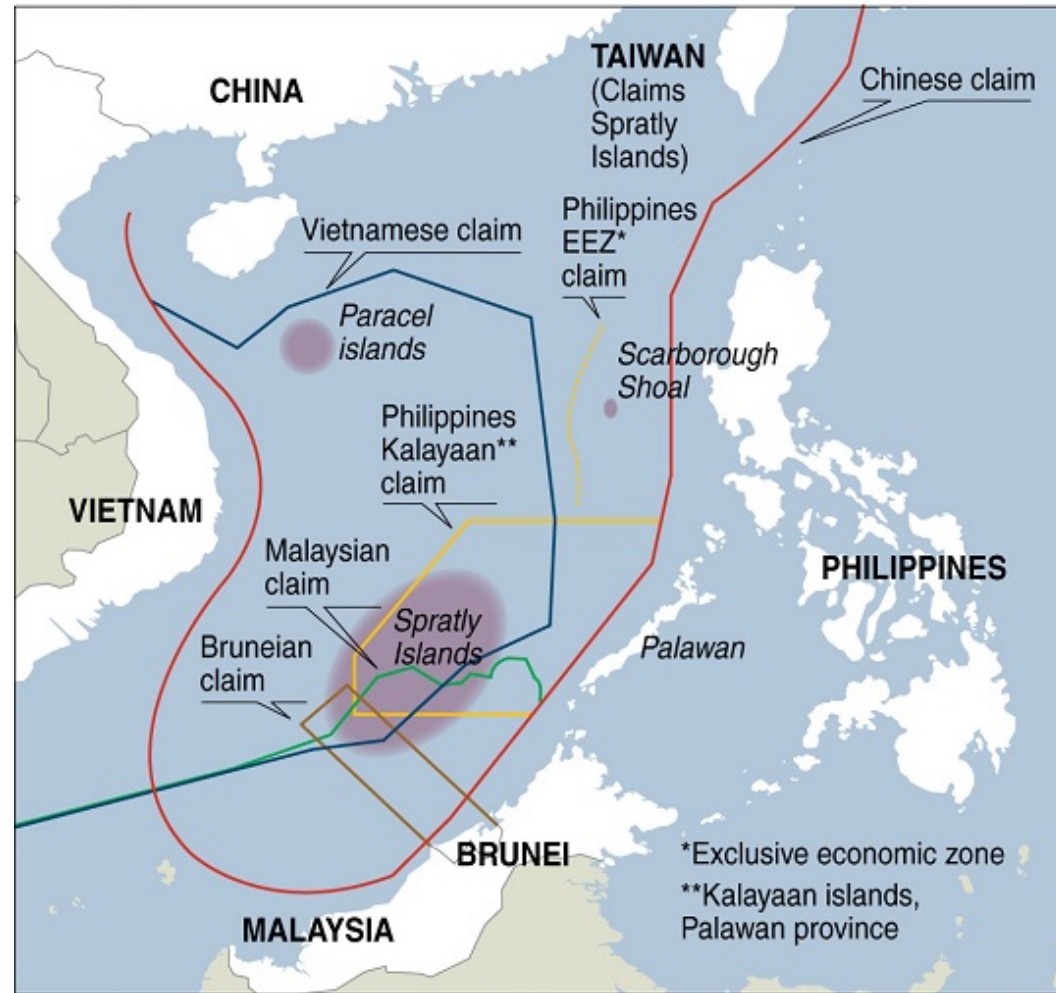 TAIWAN
(Claims
Spratly
Islands)
Chinese claim
CHINA
Philippines
EEZ*
claim
Vietnamese claim
Paracel
islands
Scarborough
Shoal
Philippines
Kalayaan**
claim
VIETNAM
Malaysian
claim
PHILIPPINES
Spratly
Islands
Bruneian
claim
Palawan
BRUNEI
*Exclusive economic zone
**Kalayaan islands,
Palawan province
MALAYSIA